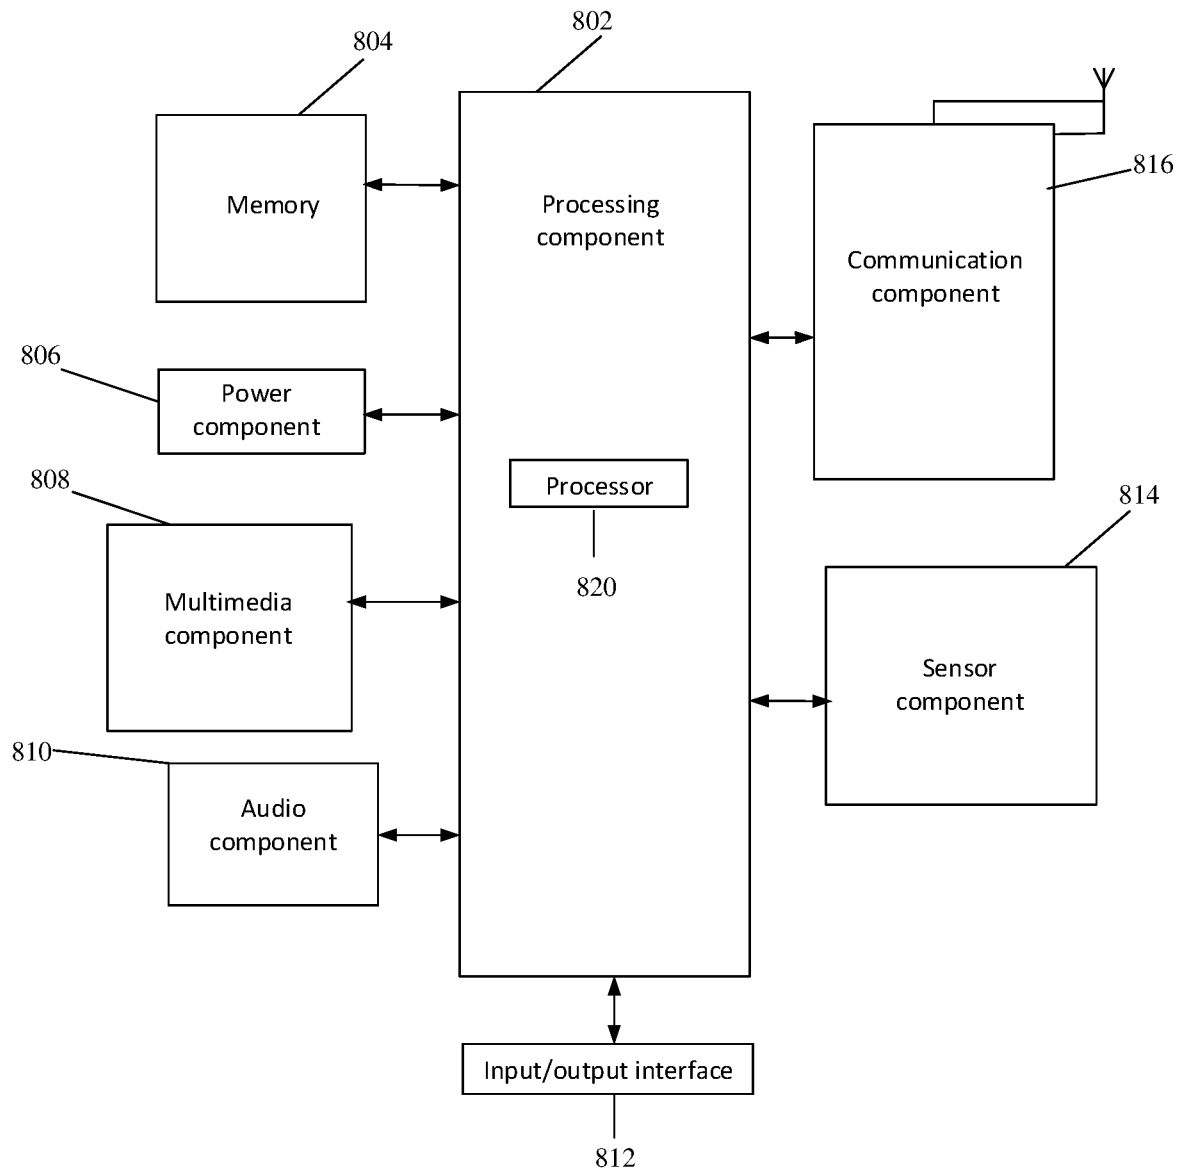 802
804
816
Memory
Processing
component
Communication
component
806
Power
component
808
Processor
814
820
Multimedia
component
Sensor
component
810
Audio
component
Input/output interface
812